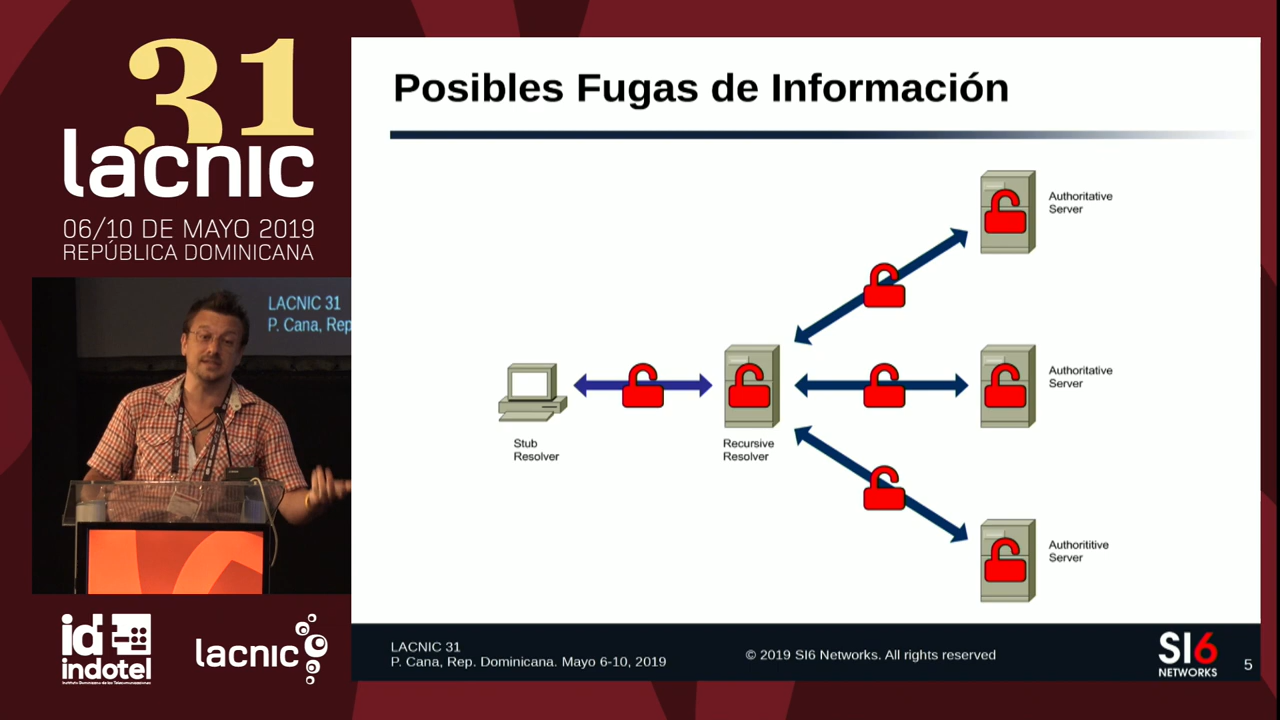 31
lacnic
06/10 DE MAYO 2019
REPÚBLICA DOMINICANA
LACNIC 31
P. Cana, Rep
id
indotel
lacnic
Posibles Fugas de Información
Authoritative
Server
Authoritative
Server
Stub
Resolver
Recursive
Resolver
Authorititive
Server
LACNIC 31
P. Cana, Rep. Dominicana. Mayo 6-10, 2019
© 2019 SI6 Networks. All rights reserved
SI6
NETWORKS
5